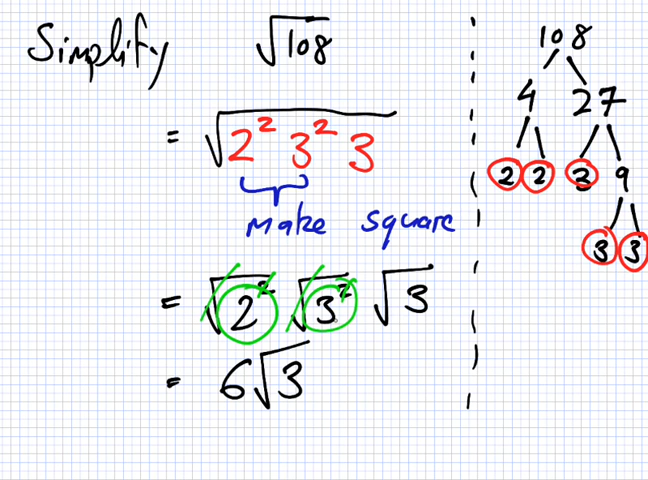 Simplify √108
= √2² 3² 3
make square
= √2² √3² √3
= 6√3
108
4 27
2 2 3 9
3 3